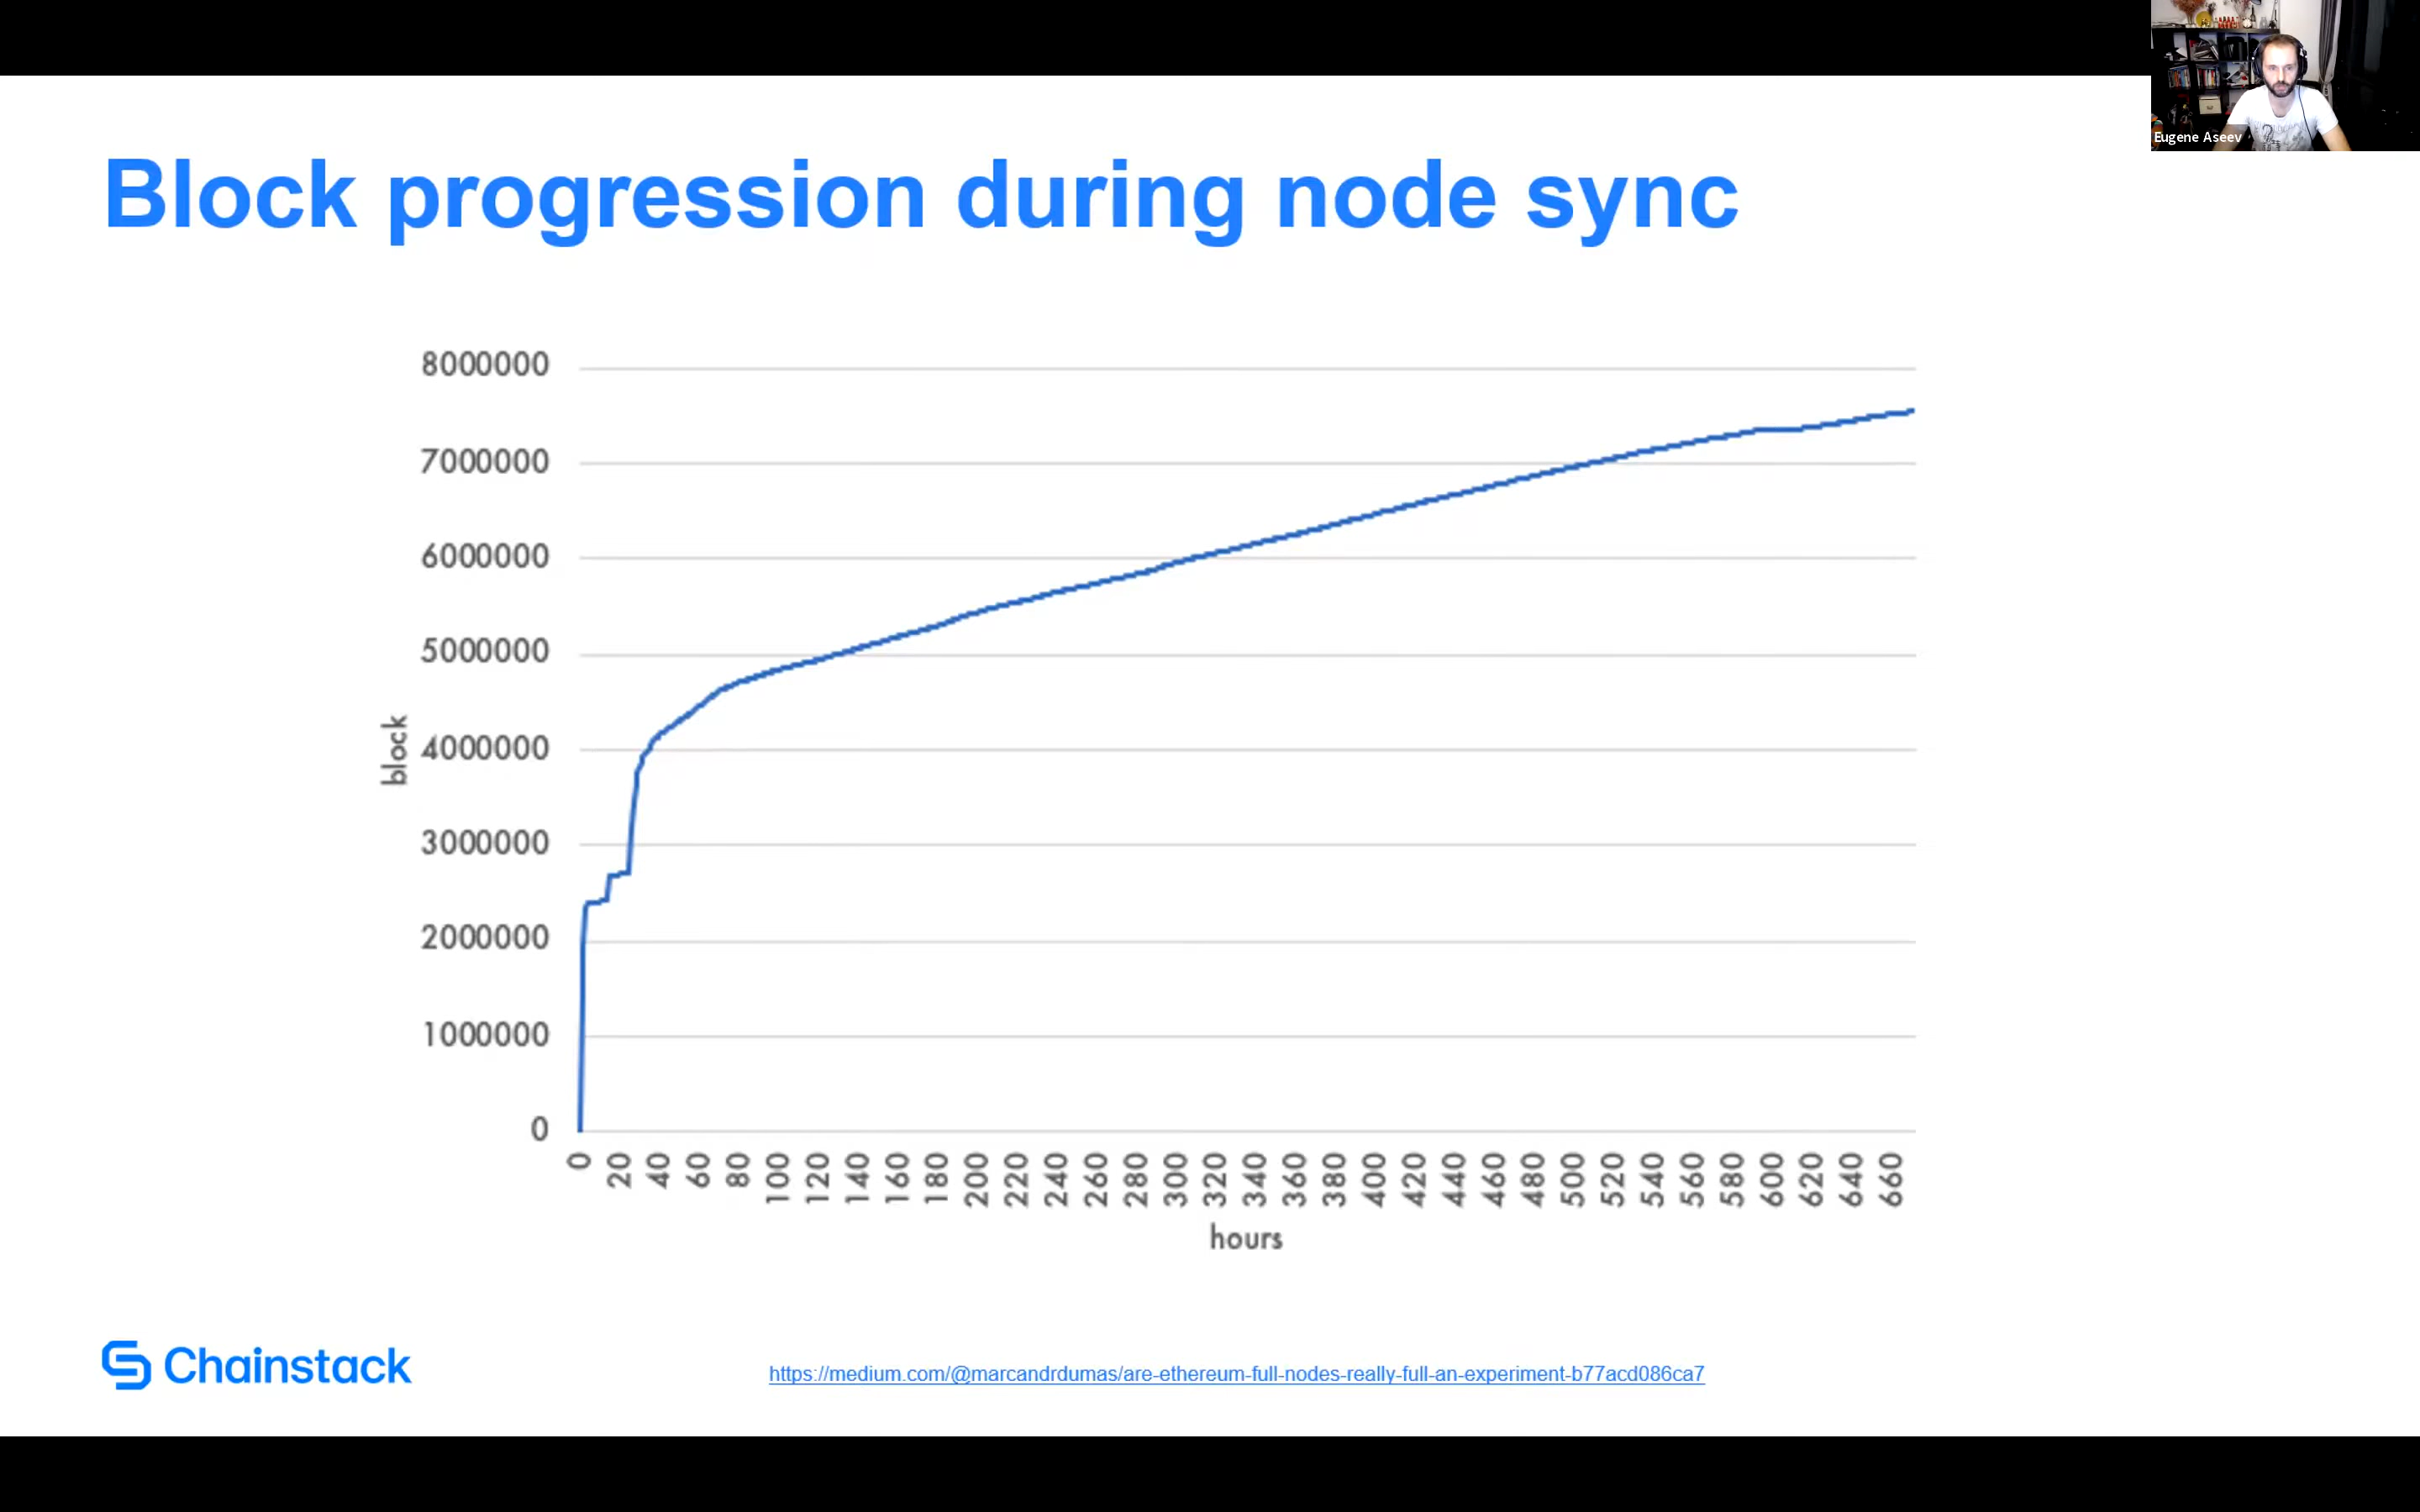 Eugene Aseev
Block progression during node sync
8000000
7000000
6000000
5000000
4000000
3000000
2000000
1000000
0
block
0 20 40 60 80 100 120 140 160 180 200 220 240 260 280 300 320 340 360 380 400 420 440 460 480 500 520 540 560 580 600 620 640 660
hours
Chainstack
https://medium.com/@marcandrdumas/are-ethereum-full-nodes-really-full-an-experiment-b77acd086ca7